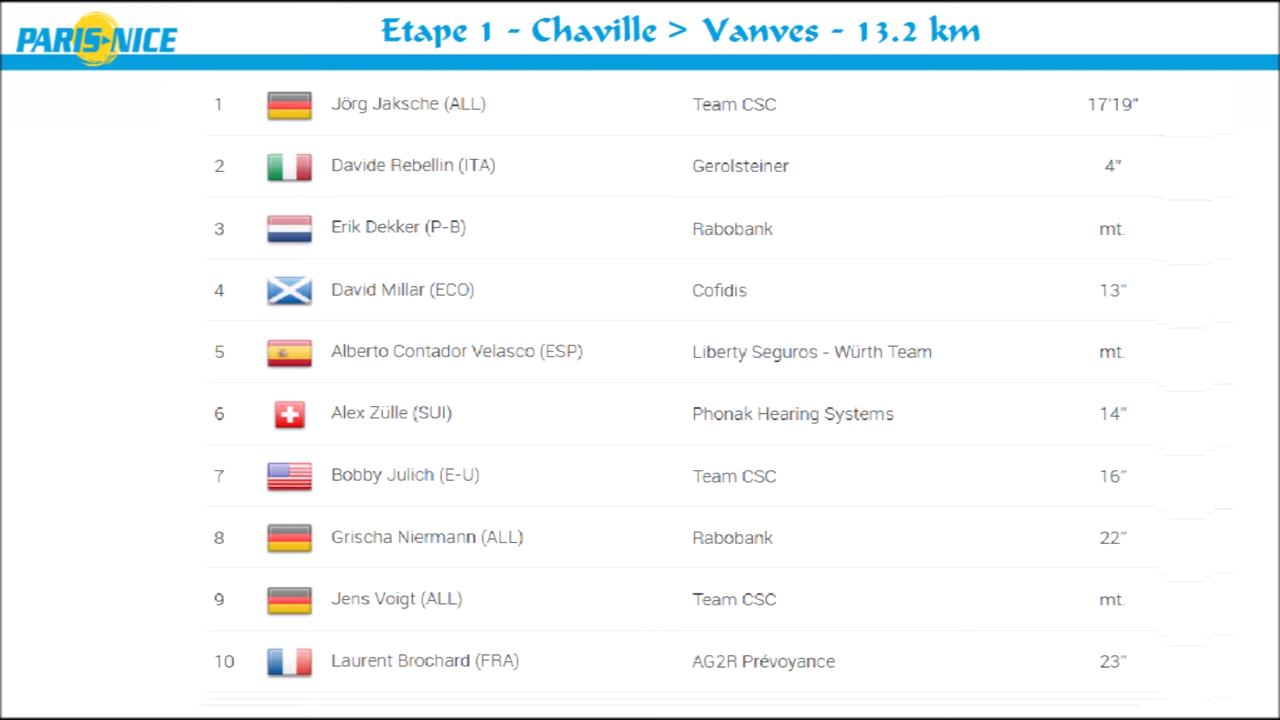 PARIS-NICE
Etape 1 - Chaville > Vanves - 13.2 km
1 Jörg Jaksche (ALL) Team CSC 17'19"
2 Davide Rebellin (ITA) Gerolsteiner 4"
3 Erik Dekker (P-B) Rabobank mt.
4 David Millar (ECO) Cofidis 13"
5 Alberto Contador Velasco (ESP) Liberty Seguros - Würth Team mt.
6 Alex Zülle (SUI) Phonak Hearing Systems 14"
7 Bobby Julich (E-U) Team CSC 16"
8 Grischa Niermann (ALL) Rabobank 22"
9 Jens Voigt (ALL) Team CSC mt.
10 Laurent Brochard (FRA) AG2R Prévoyance 23"